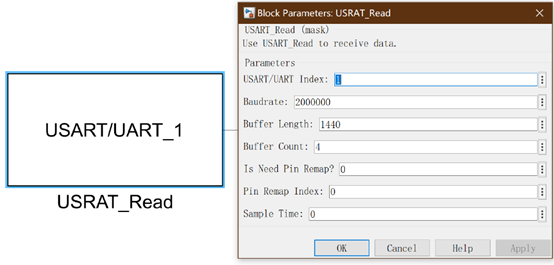 USART/UART_1
USRAT_Read
Block Parameters: USRAT_Read
USART_Read (mask)
Use USART_Read to receive data.
Parameters
USART/UART Index: 1
Baudrate: 2000000
Buffer Length: 1440
Buffer Count: 4
Is Need Pin Remap? 0
Pin Remap Index: 0
Sample Time: 0
OK Cancel Help Apply